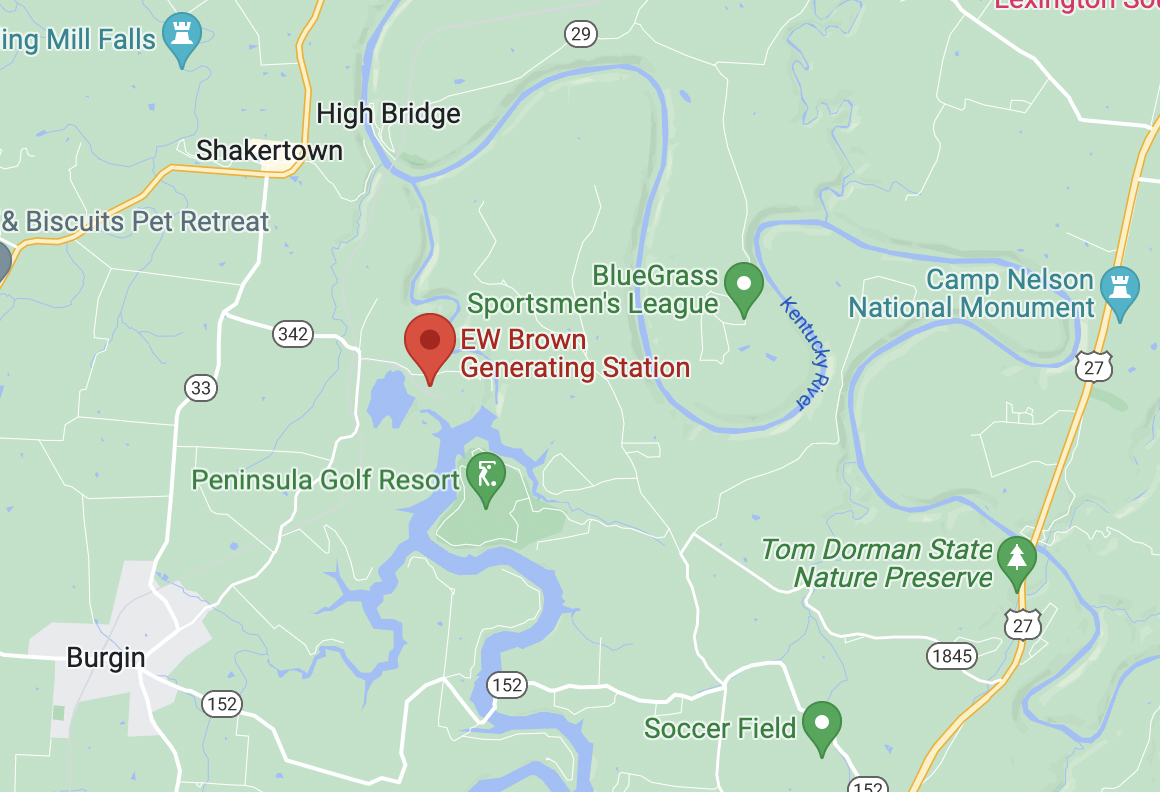 Lexington
29
ing Mill Falls
High Bridge
Shakertown
& Biscuits Pet Retreat
BlueGrass
Sportsmen's League
Camp Nelson
National Monument
Kentucky River
342
EW Brown
Generating Station
27
33
Peninsula Golf Resort
Tom Dorman State
Nature Preserve
27
Burgin
1845
152
152
Soccer Field
152